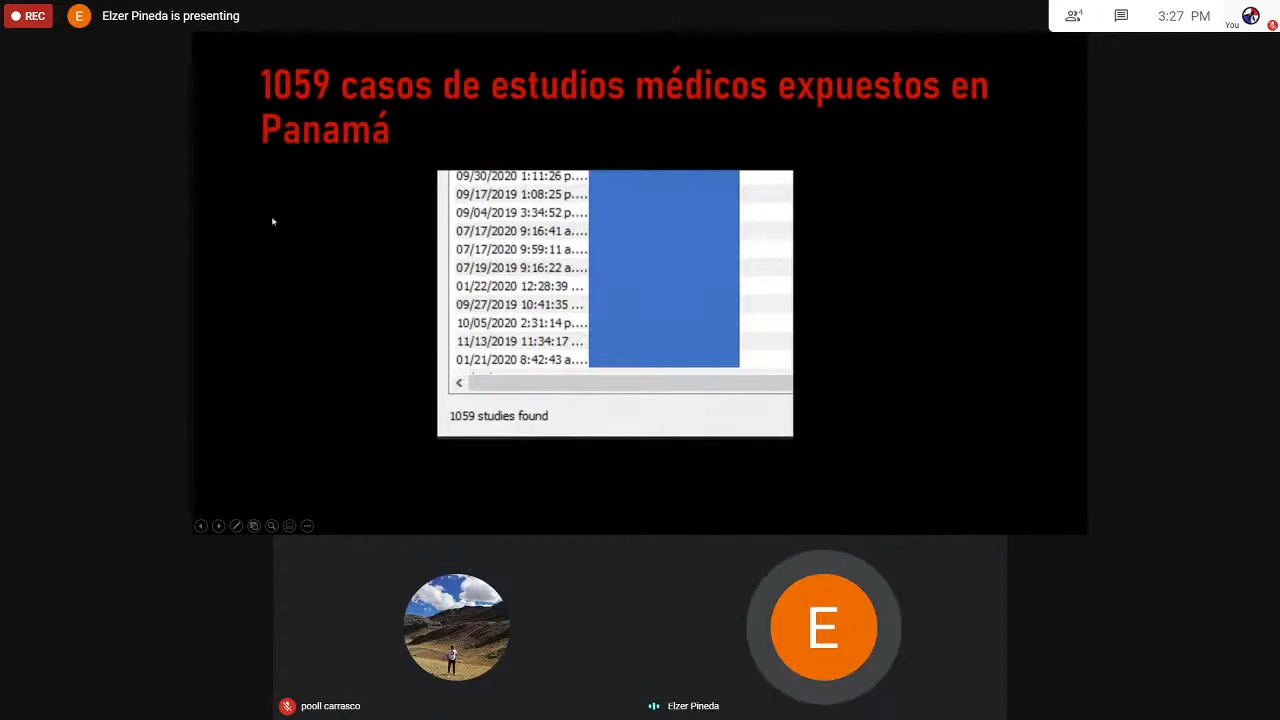 REC
E
Elzer Pineda is presenting
4
3:27 PM
You
1059 casos de estudios médicos expuestos en
Panamá
09/30/2020 1:11:26 p....
09/17/2019 1:08:25 p....
09/04/2019 3:34:52 p....
07/17/2020 9:16:41 a....
07/17/2020 9:59:11 a....
07/19/2019 9:16:22 a....
01/22/2020 12:28:39 ...
09/27/2019 10:41:35 ...
10/05/2020 2:31:14 p....
11/13/2019 11:34:17 ...
01/21/2020 8:42:43 a....
1059 studies found
E
pooll carrasco
Elzer Pineda